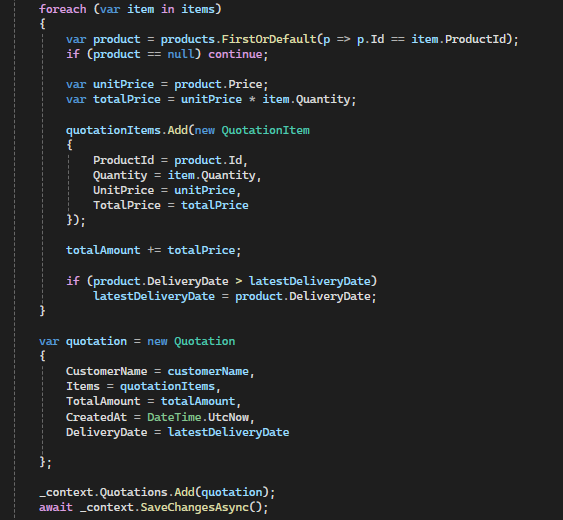 foreach (var item in items)
{
var product = products.FirstOrDefault(p => p.Id == item.ProductId);
if (product == null) continue;
var unitPrice = product.Price;
var totalPrice = unitPrice * item.Quantity;
quotationItems.Add(new QuotationItem
{
ProductId = product.Id,
Quantity = item.Quantity,
UnitPrice = unitPrice,
TotalPrice = totalPrice
});
totalAmount += totalPrice;
if (product.DeliveryDate > latestDeliveryDate)
latestDeliveryDate = product.DeliveryDate;
}
var quotation = new Quotation
{
CustomerName = customerName,
Items = quotationItems,
TotalAmount = totalAmount,
CreatedAt = DateTime.UtcNow,
DeliveryDate = latestDeliveryDate
};
_context.Quotations.Add(quotation);
await _context.SaveChangesAsync();